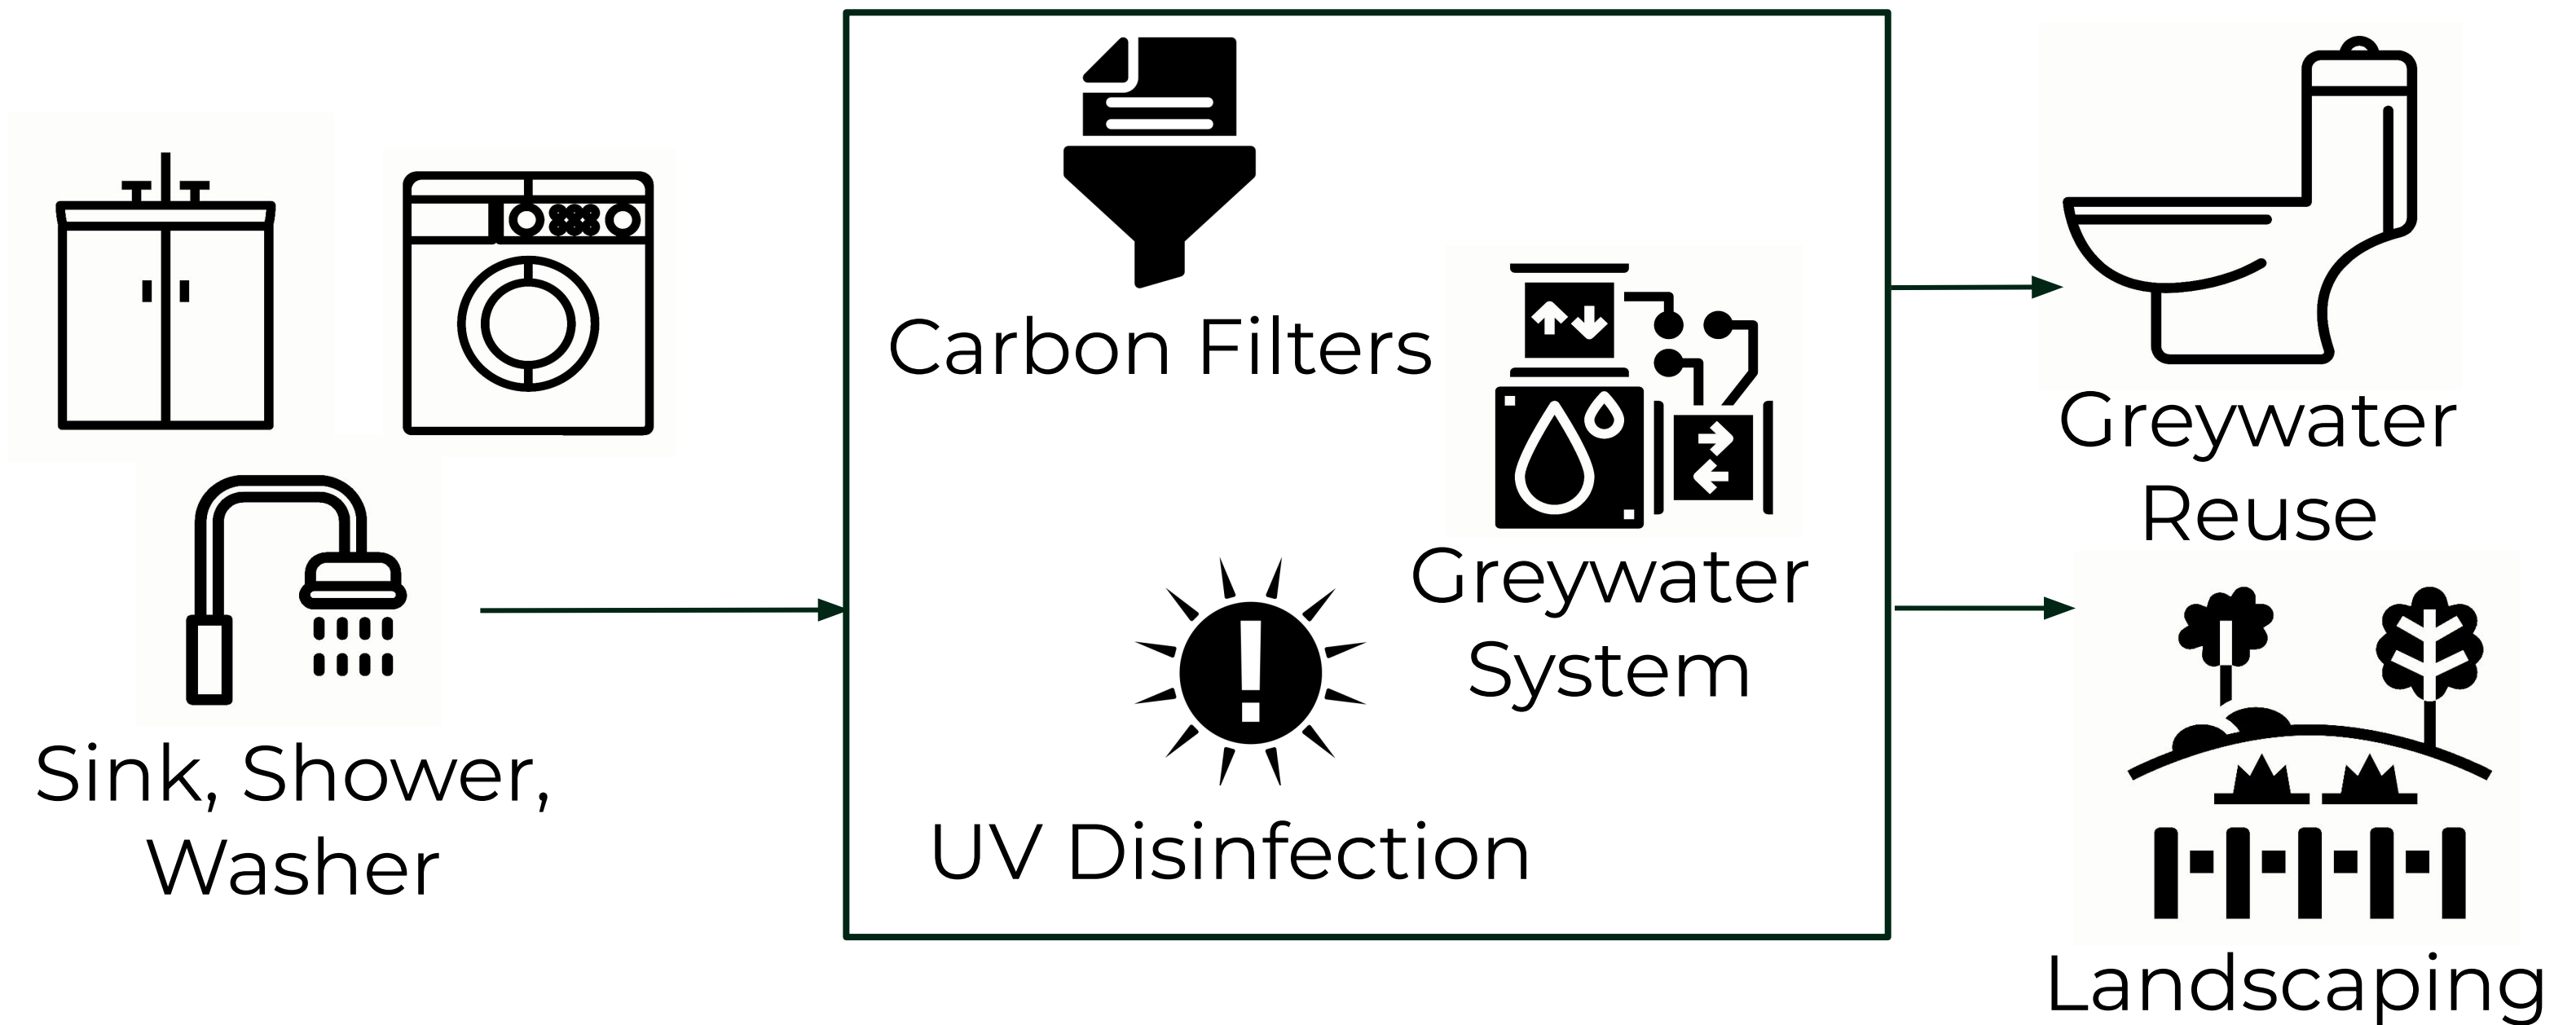 Sink, Shower,
Washer
Carbon Filters
Greywater
System
UV Disinfection
Greywater
Reuse
Landscaping